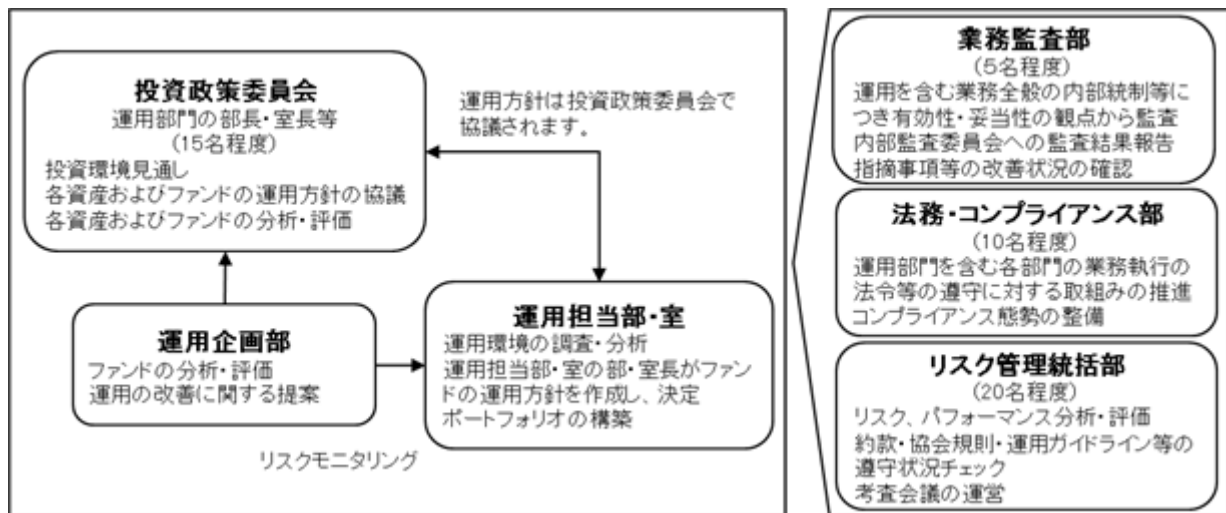 投資政策委員会
運用部門の部長・室長等
(15名程度)
投資環境見通し
各資産およびファンドの運用方針の協議
各資産およびファンドの分析・評価
運用方針は投資政策委員会で
協議されます。
運用企画部
ファンドの分析・評価
運用の改善に関する提案
運用担当部・室
運用環境の調査・分析
運用担当部・室の部・室長がファン
ドの運用方針を作成し、決定
ポートフォリオの構築
リスクモニタリング
業務監査部
(5名程度)
運用を含む業務全般の内部統制等に
つき有効性・妥当性の観点から監査
内部監査委員会への監査結果報告
指摘事項等の改善状況の確認
法務・コンプライアンス部
(10名程度)
運用部門を含む各部門の業務執行の
法令等の遵守に対する取組みの推進
コンプライアンス態勢の整備
リスク管理統括部
(20名程度)
リスク、パフォーマンス分析・評価
約款・協会規則・運用ガイドライン等の
遵守状況チェック
考査会議の運営